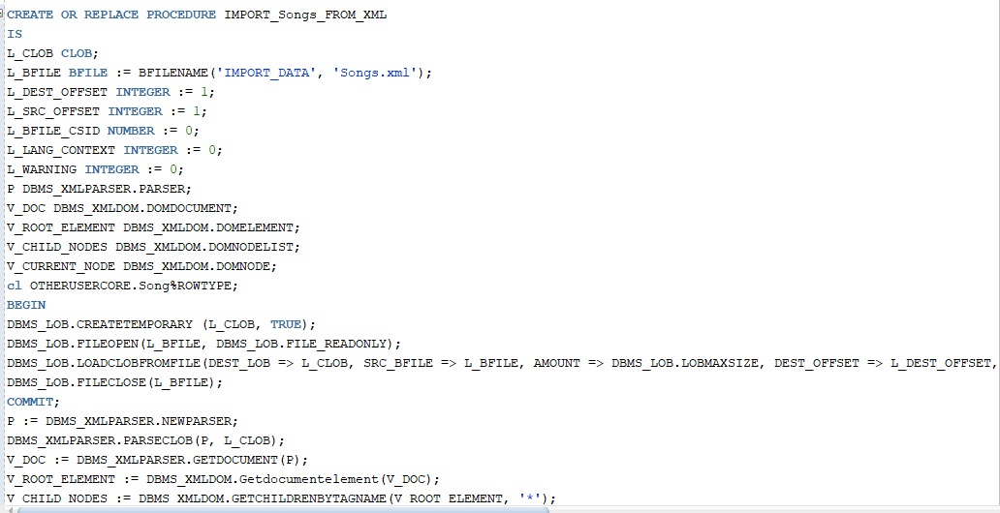 CREATE OR REPLACE PROCEDURE IMPORT_Songs_FROM_XML
IS
L_CLOB CLOB;
L_BFILE BFILE := BFILENAME('IMPORT_DATA', 'Songs.xml');
L_DEST_OFFSET INTEGER := 1;
L_SRC_OFFSET INTEGER := 1;
L_BFILE_CSID NUMBER := 0;
L_LANG_CONTEXT INTEGER := 0;
L_WARNING INTEGER := 0;
P DBMS_XMLPARSER.PARSER;
V_DOC DBMS_XMLDOM.DOMDOCUMENT;
V_ROOT_ELEMENT DBMS_XMLDOM.DOMELEMENT;
V_CHILD_NODES DBMS_XMLDOM.DOMNODELIST;
V_CURRENT_NODE DBMS_XMLDOM.DOMNODE;
cl OTHERUSERCORE.Song%ROWTYPE;
BEGIN
DBMS_LOB.CREATETEMPORARY (L_CLOB, TRUE);
DBMS_LOB.FILEOPEN(L_BFILE, DBMS_LOB.FILE_READONLY);
DBMS_LOB.LOADCLOBFROMFILE(DEST_LOB => L_CLOB, SRC_BFILE => L_BFILE, AMOUNT => DBMS_LOB.LOBMAXSIZE, DEST_OFFSET => L_DEST_OFFSET,
DBMS_LOB.FILECLOSE(L_BFILE);
COMMIT;
P := DBMS_XMLPARSER.NEWPARSER;
DBMS_XMLPARSER.PARSECLOB(P, L_CLOB);
V_DOC := DBMS_XMLPARSER.GETDOCUMENT(P);
V_ROOT_ELEMENT := DBMS_XMLDOM.Getdocumentelement(V_DOC);
V_CHILD_NODES := DBMS_XMLDOM.GETCHILDRENBYTAGNAME(V_ROOT_ELEMENT, '*');